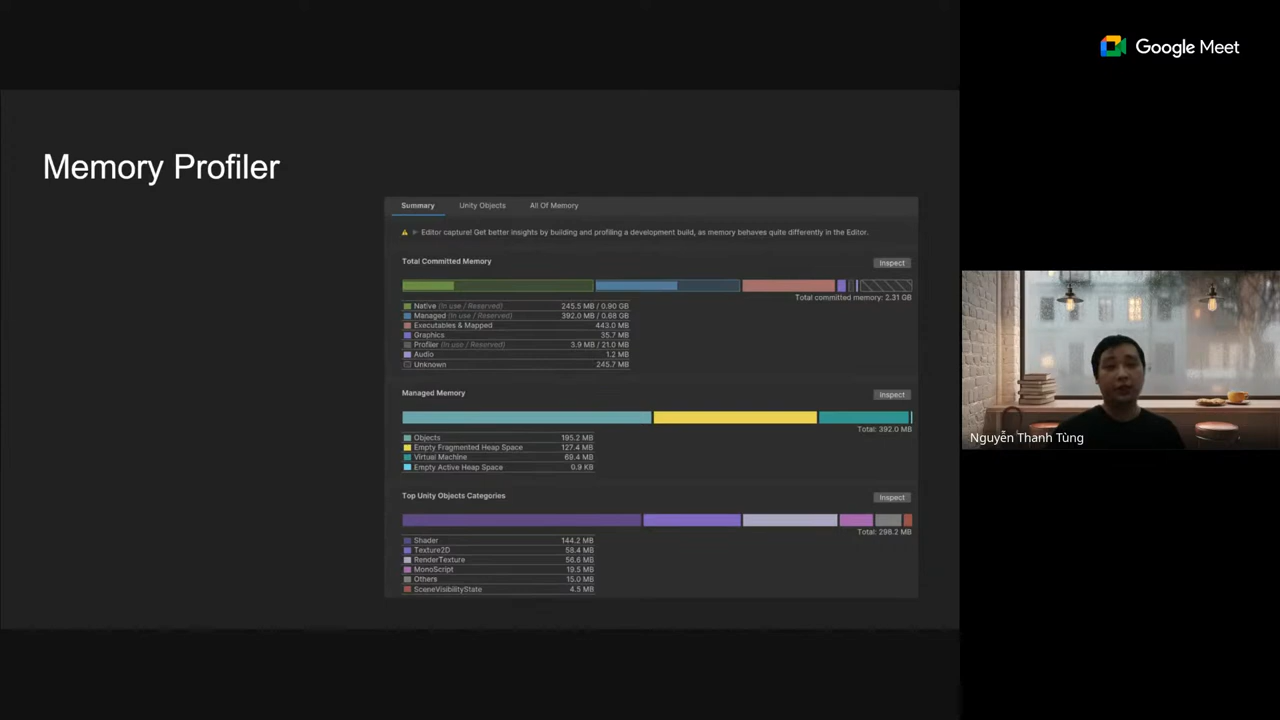 Google Meet
Memory Profiler
Summary Unity Objects All Of Memory
Editor capture! Get better insights by building and profiling a development build, as memory behaves quite differently in the Editor.
Total Committed Memory Inspect
Total committed memory: 2.31 GB
Native (In use / Reserved) 245.5 MB / 0.90 GB
Managed (In use / Reserved) 392.0 MB / 0.68 GB
Executables & Mapped 443.0 MB
Graphics 35.7 MB
Profiler (In use / Reserved) 3.9 MB / 21.0 MB
Audio 1.2 MB
Unknown 245.7 MB
Managed Memory Inspect
Total: 392.0 MB
Objects 195.2 MB
Empty Fragmented Heap Space 127.4 MB
Virtual Machine 69.4 MB
Empty Active Heap Space 0.9 KB
Top Unity Objects Categories Inspect
Total: 298.2 MB
Shader 144.2 MB
Texture2D 58.4 MB
RenderTexture 56.6 MB
MonoScript 19.5 MB
Others 15.0 MB
SceneVisibilityState 4.5 MB
Nguyễn Thanh Tùng